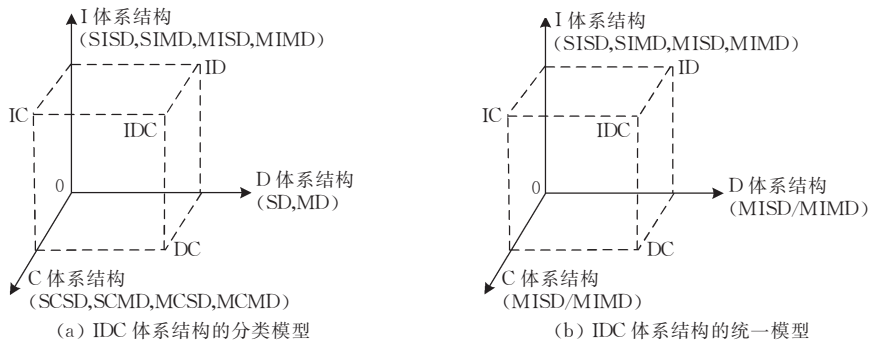 I 体系结构
(SISD,SIMD,MISD,MIMD)
ID
IC
IDC
0
D 体系结构
(SD,MD)
DC
C 体系结构
(SCSD,SCMD,MCSD,MCMD)
(a) IDC 体系结构的分类模型
I 体系结构
(SISD,SIMD,MISD,MIMD)
ID
IC
IDC
0
D 体系结构
(MISD/MIMD)
DC
C 体系结构
(MISD/MIMD)
(b) IDC 体系结构的统一模型